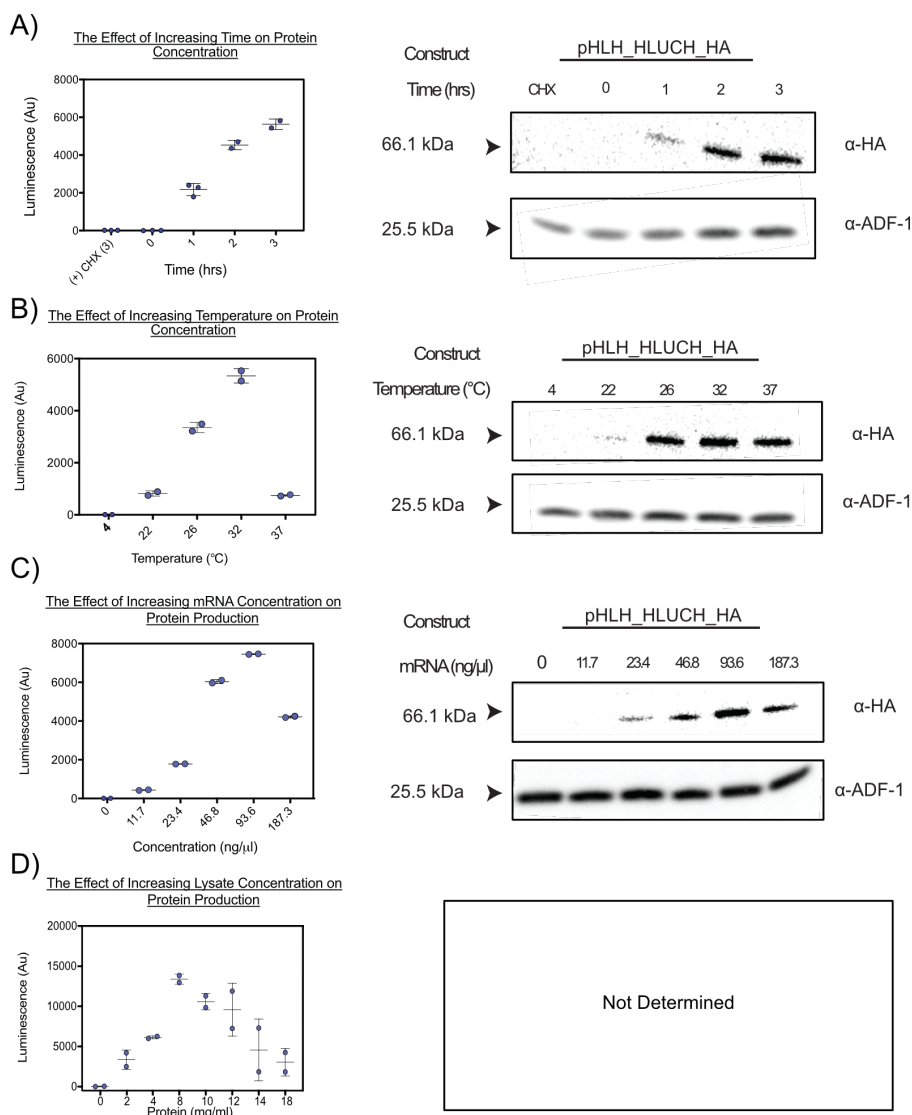 A)
The Effect of Increasing Time on Protein
Concentration
Luminescence (Au)
8000
6000
4000
2000
0
(+) CHX (3)
0
1
2
3
Time (hrs)
Construct
pHLH_HLUCH_HA
Time (hrs)
CHX
0
1
2
3
66.1 kDa
α-HA
25.5 kDa
α-ADF-1
B)
The Effect of Increasing Temperature on Protein
Concentration
Luminescence (Au)
6000
4000
2000
0
4
22
26
32
37
Temperature (°C)
Construct
pHLH_HLUCH_HA
Temperature (°C)
4
22
26
32
37
66.1 kDa
α-HA
25.5 kDa
α-ADF-1
C)
The Effect of Increasing mRNA Concentration on
Protein Production
Luminescence (Au)
8000
6000
4000
2000
0
0
11.7
23.4
46.8
93.6
187.3
Concentration (ng/μl)
Construct
pHLH_HLUCH_HA
mRNA (ng/μl)
0
11.7
23.4
46.8
93.6
187.3
66.1 kDa
α-HA
25.5 kDa
α-ADF-1
D)
The Effect of Increasing Lysate Concentration on
Protein Production
Luminescence (Au)
20000
15000
10000
5000
0
0
2
4
8
10
12
14
18
Protein (mg/ml)
Not Determined